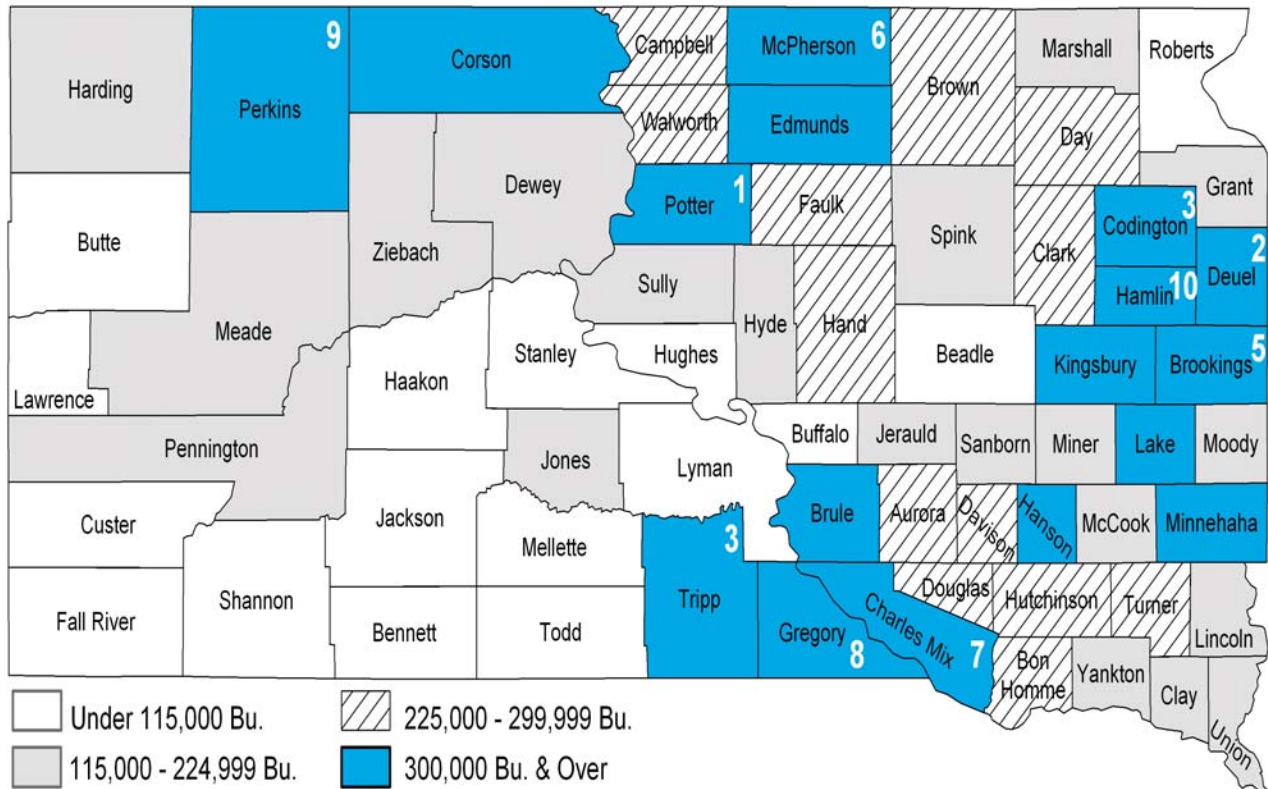 9
6
Harding
Perkins
Corson
Campbell
McPherson
Brown
Marshall
Roberts
Walworth
Edmunds
Day
Butte
Dewey
Ziebach
Potter
1
Faulk
Spink
Clark
Codington
3
Grant
Hamlin
10
Deuel
2
Meade
Sully
Hyde
Hand
Lawrence
Haakon
Stanley
Hughes
Beadle
Kingsbury
Brookings
5
Pennington
Jones
Lyman
Buffalo
Jerauld
Sanborn
Miner
Lake
Moody
Custer
Jackson
Mellette
Brule
Aurora
Davison
Hanson
McCook
Minnehaha
Fall River
Shannon
Bennett
Todd
Tripp
3
Gregory
8
Charles Mix
7
Douglas
Hutchinson
Turner
Lincoln
Bon
Homme
Yankton
Clay
Union
Under 115,000 Bu.
225,000 - 299,999 Bu.
115,000 - 224,999 Bu.
300,000 Bu. & Over